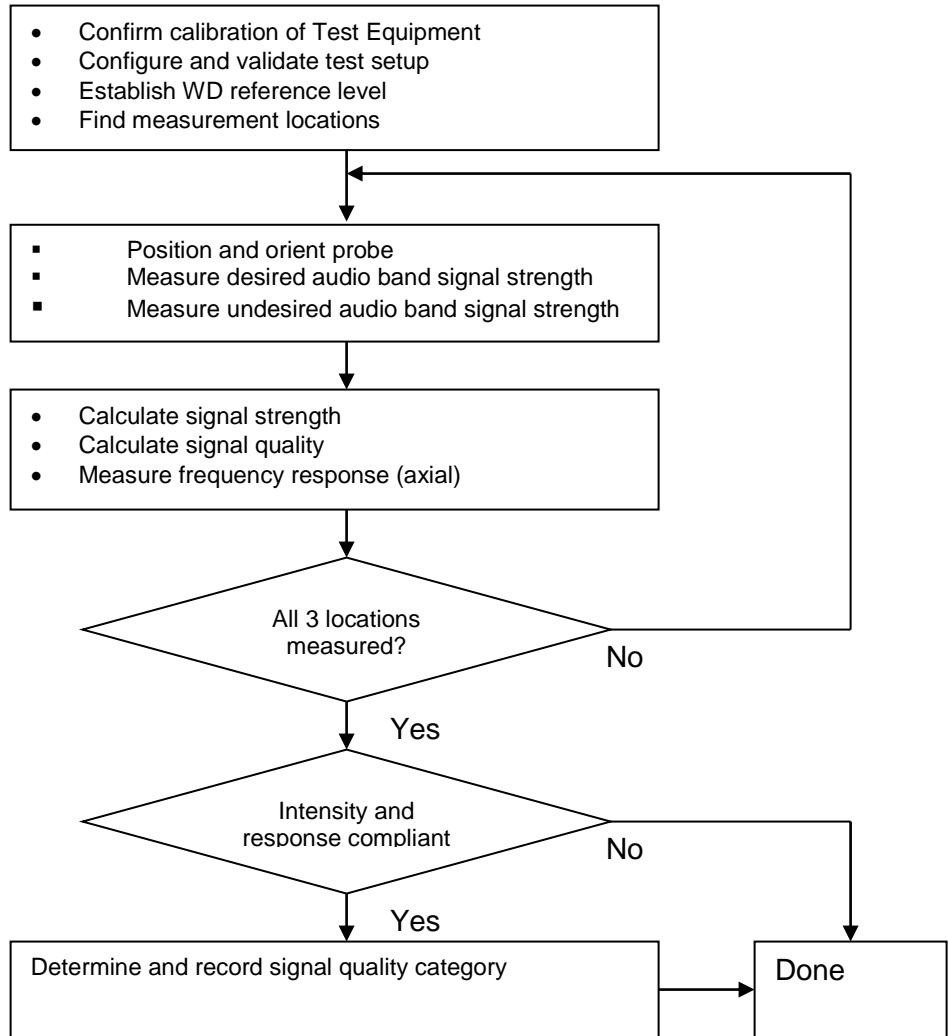 • Confirm calibration of Test Equipment
• Configure and validate test setup
• Establish WD reference level
• Find measurement locations
▪ Position and orient probe
▪ Measure desired audio band signal strength
▪ Measure undesired audio band signal strength
• Calculate signal strength
• Calculate signal quality
• Measure frequency response (axial)
All 3 locations
measured?
No
Yes
Intensity and
response compliant
No
Yes
Determine and record signal quality category
Done